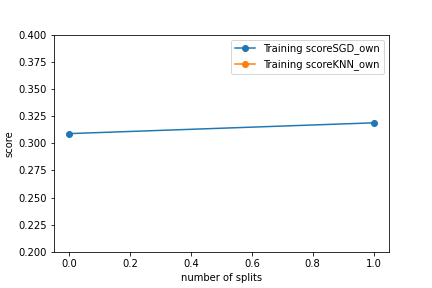 Training scoreSGD_own
Training scoreKNN_own
0.400
0.375
0.350
0.325
0.300
0.275
0.250
0.225
0.200
score
0.0 0.2 0.4 0.6 0.8 1.0
number of splits